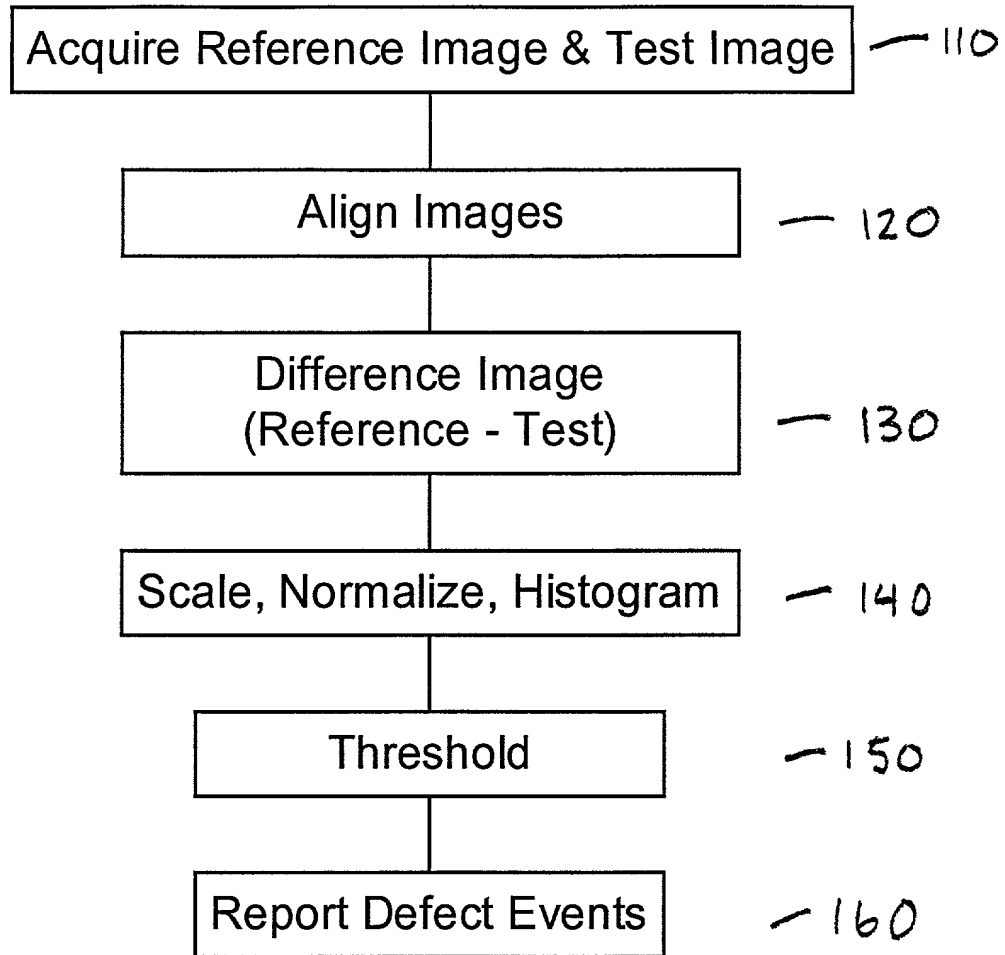 Acquire Reference Image & Test Image — 110
Align Images — 120
Difference Image
(Reference - Test) — 130
Scale, Normalize, Histogram — 140
Threshold — 150
Report Defect Events — 160